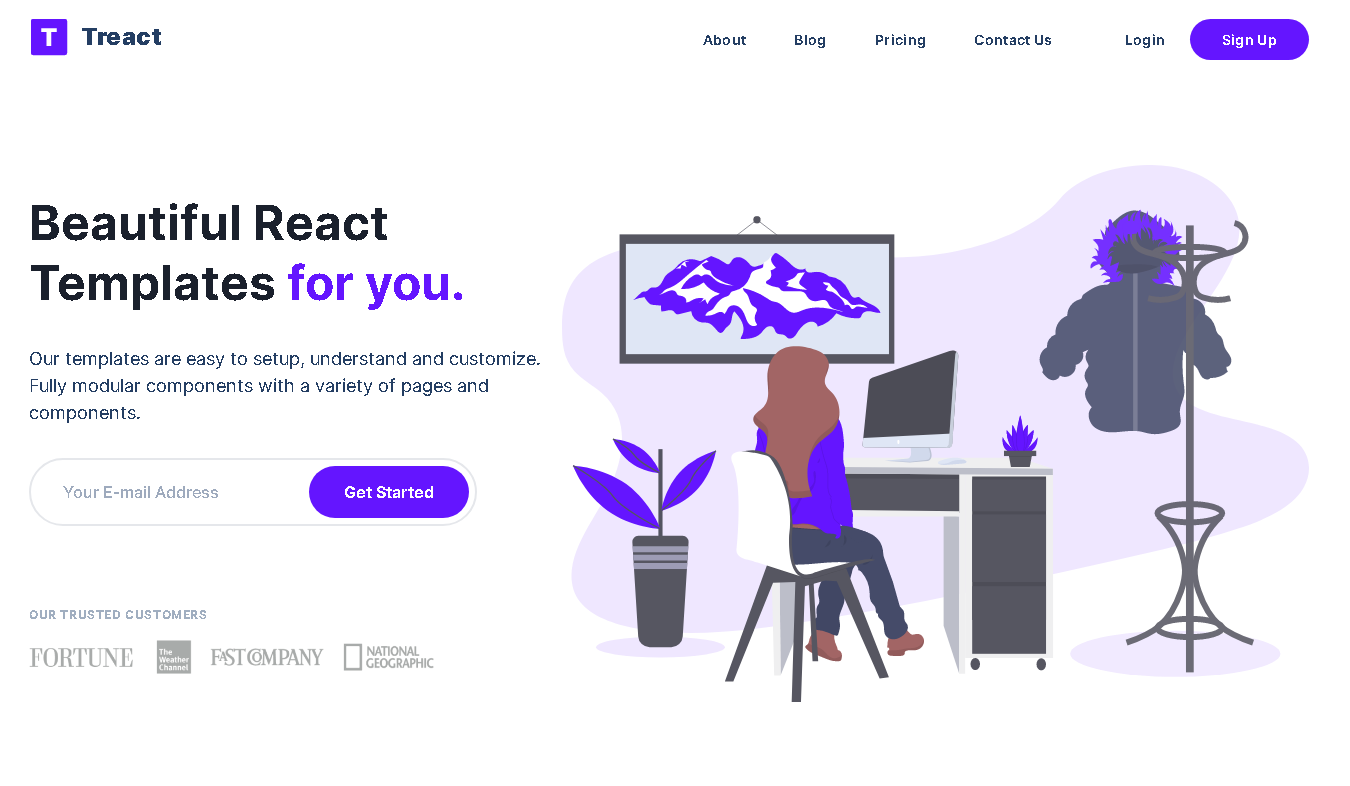 T Treact
About Blog Pricing Contact Us Login Sign Up
Beautiful React
Templates for you.
Our templates are easy to setup, understand and customize.
Fully modular components with a variety of pages and
components.
Your E-mail Address Get Started
OUR TRUSTED CUSTOMERS
FORTUNE
The
Weather
Channel
FAST COMPANY
NATIONAL
GEOGRAPHIC